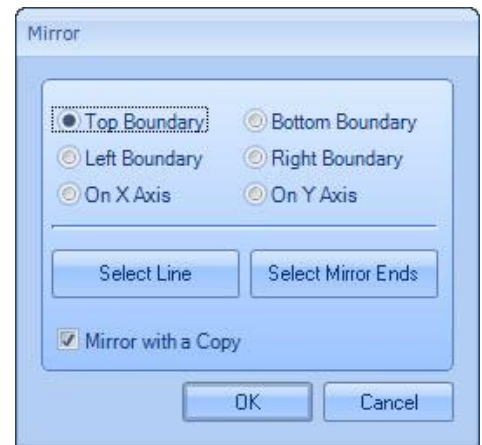 Mirror
Top Boundary Bottom Boundary
Left Boundary Right Boundary
On X Axis On Y Axis
Select Line Select Mirror Ends
Mirror with a Copy
OK Cancel